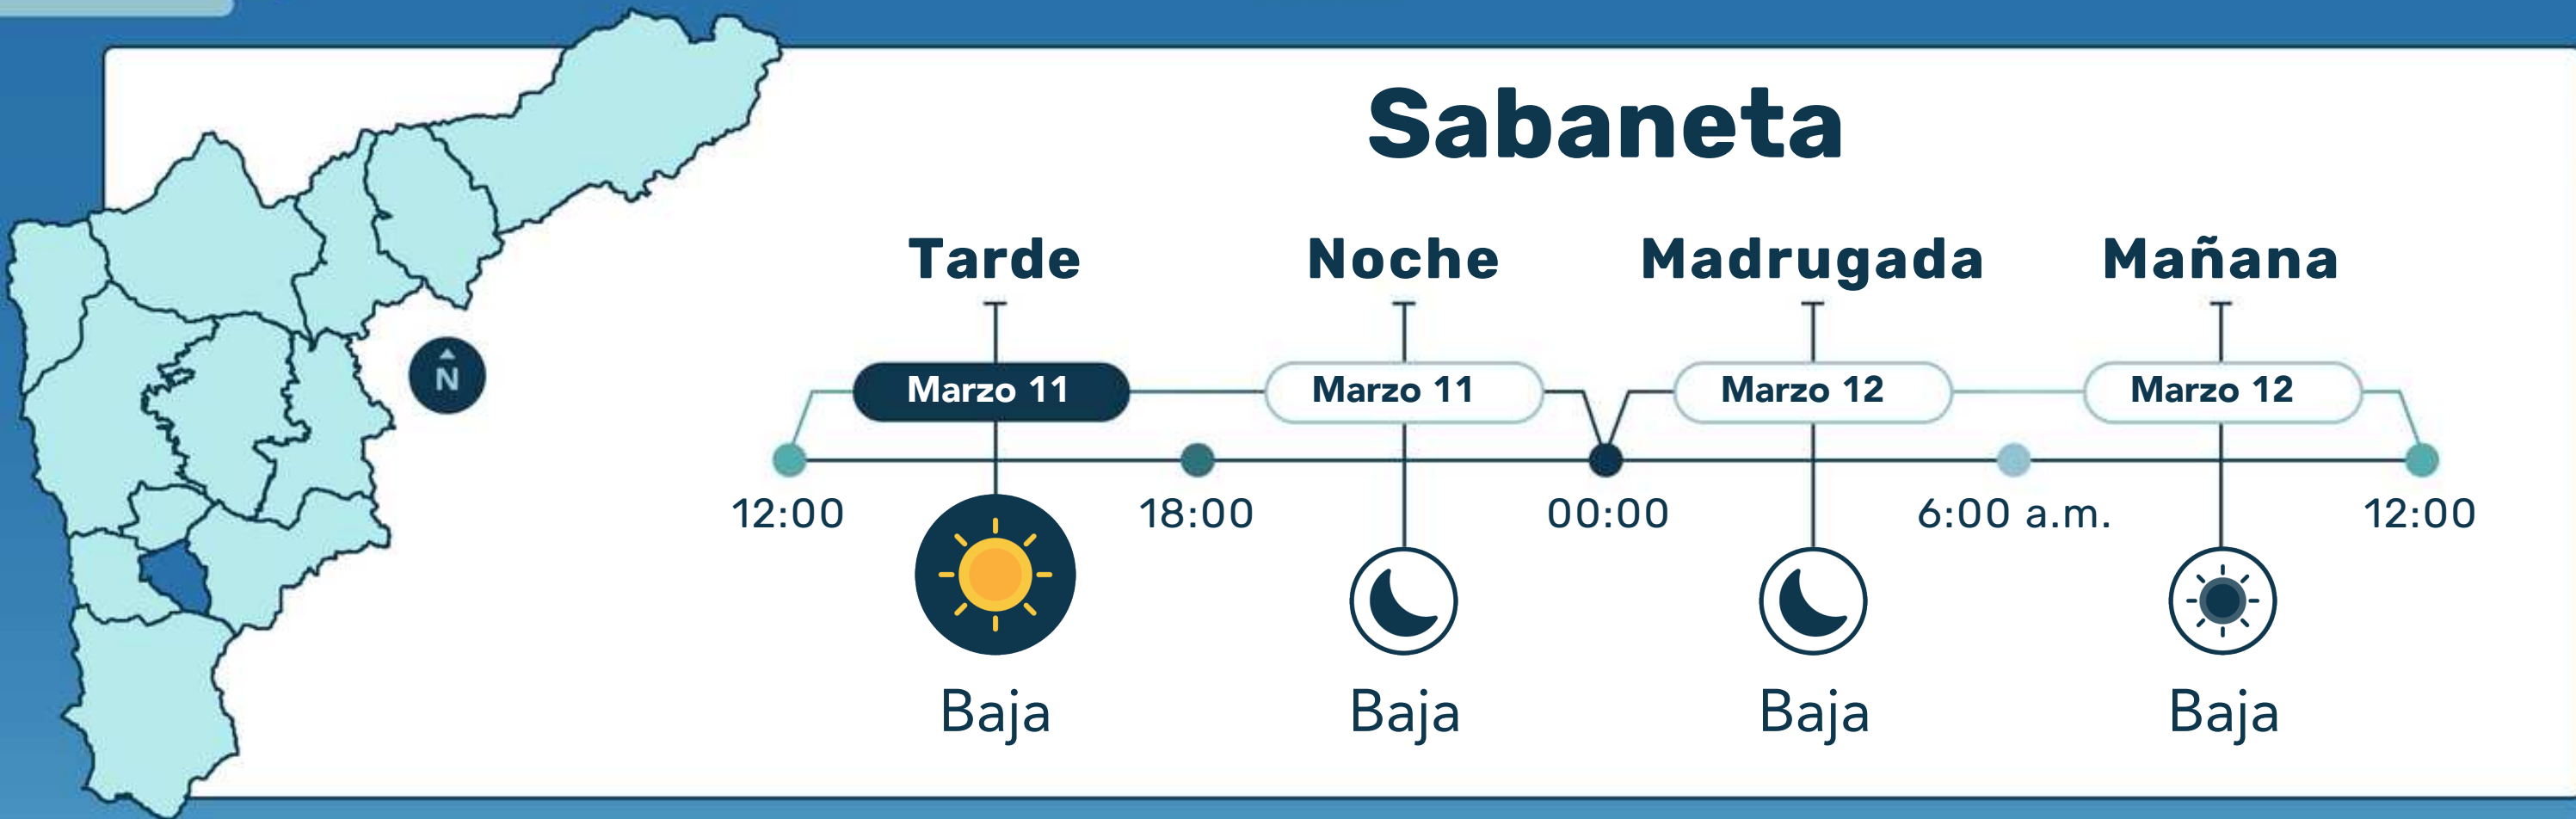 Sabaneta
Tarde Noche Madrugada Mañana
N
Marzo 11 Marzo 11 Marzo 12 Marzo 12
12:00 18:00 00:00 6:00 a.m. 12:00
Baja Baja Baja Baja